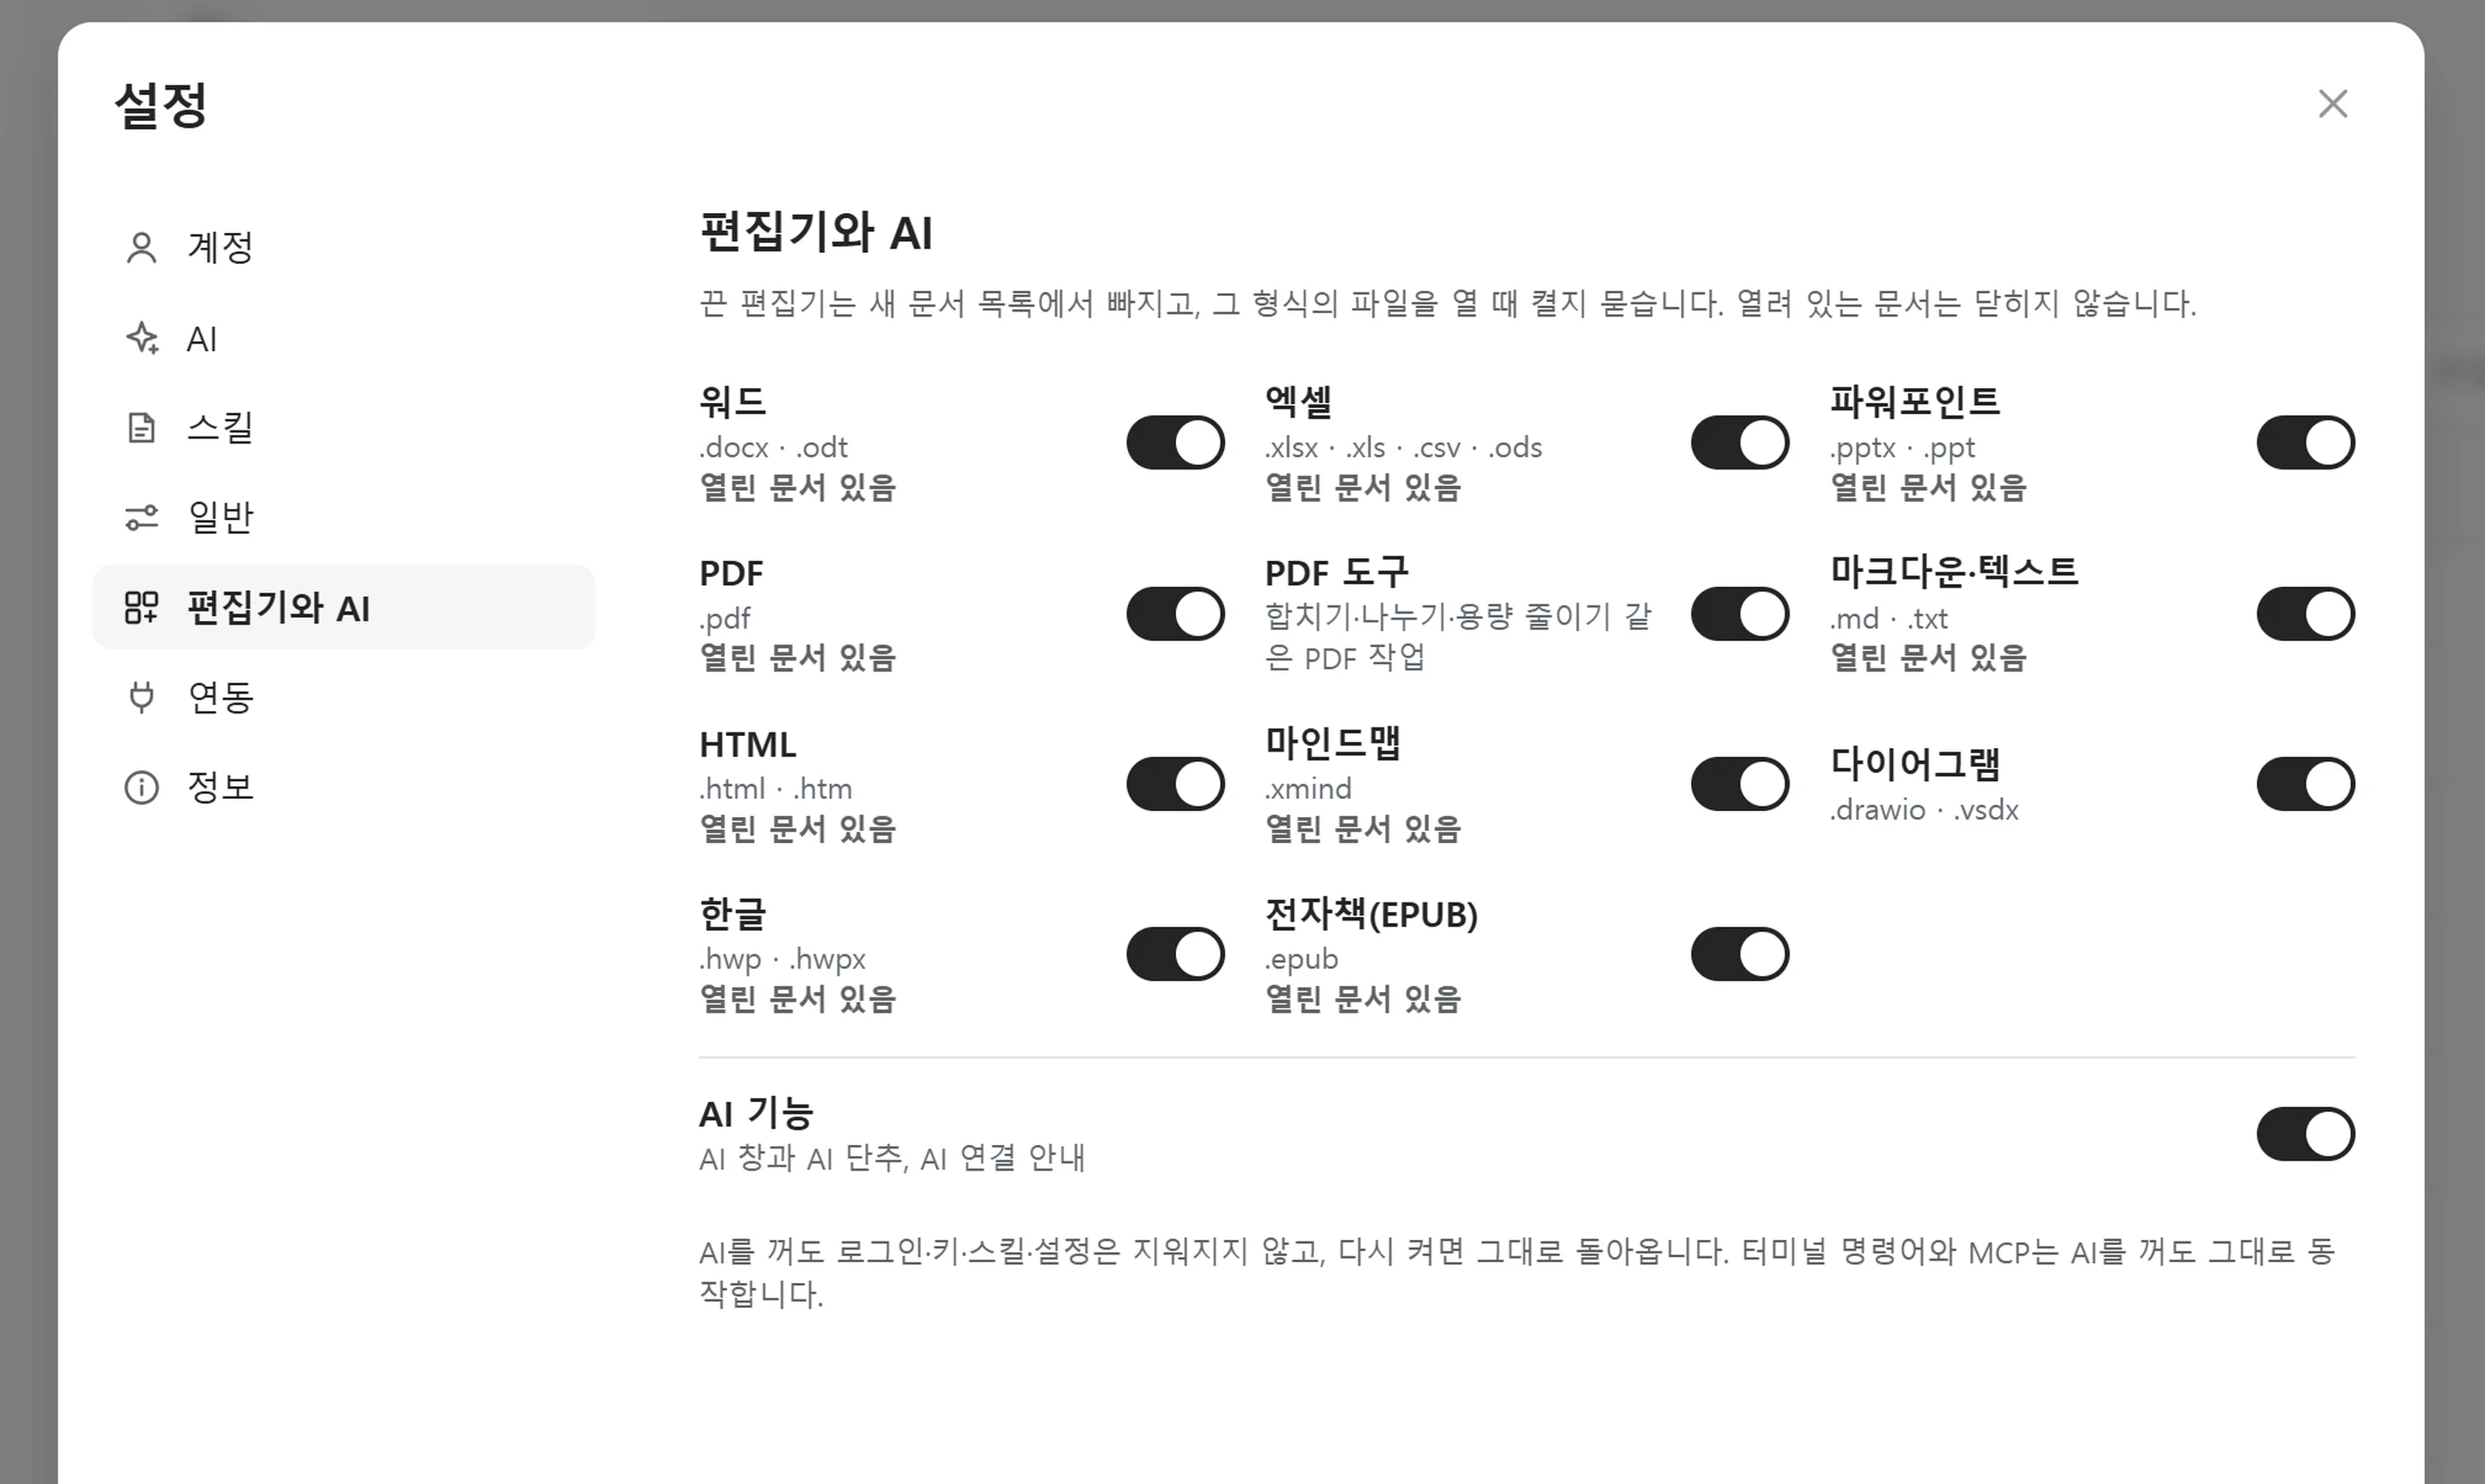 설정
계정
AI
스킬
일반
편집기와 AI
연동
정보
편집기와 AI
끈 편집기는 새 문서 목록에서 빠지고, 그 형식의 파일을 열 때 켤지 묻습니다. 열려 있는 문서는 닫히지 않습니다.
워드
.docx · .odt
열린 문서 있음
엑셀
.xlsx · .xls · .csv · .ods
열린 문서 있음
파워포인트
.pptx · .ppt
열린 문서 있음
PDF
.pdf
열린 문서 있음
PDF 도구
합치기·나누기·용량 줄이기 같
은 PDF 작업
마크다운·텍스트
.md · .txt
열린 문서 있음
HTML
.html · .htm
열린 문서 있음
마인드맵
.xmind
열린 문서 있음
다이어그램
.drawio · .vsdx
한글
.hwp · .hwpx
열린 문서 있음
전자책(EPUB)
.epub
열린 문서 있음
AI 기능
AI 창과 AI 단추, AI 연결 안내
AI를 꺼도 로그인·키·스킬·설정은 지워지지 않고, 다시 켜면 그대로 돌아옵니다. 터미널 명령어와 MCP는 AI를 꺼도 그대로 동
작합니다.